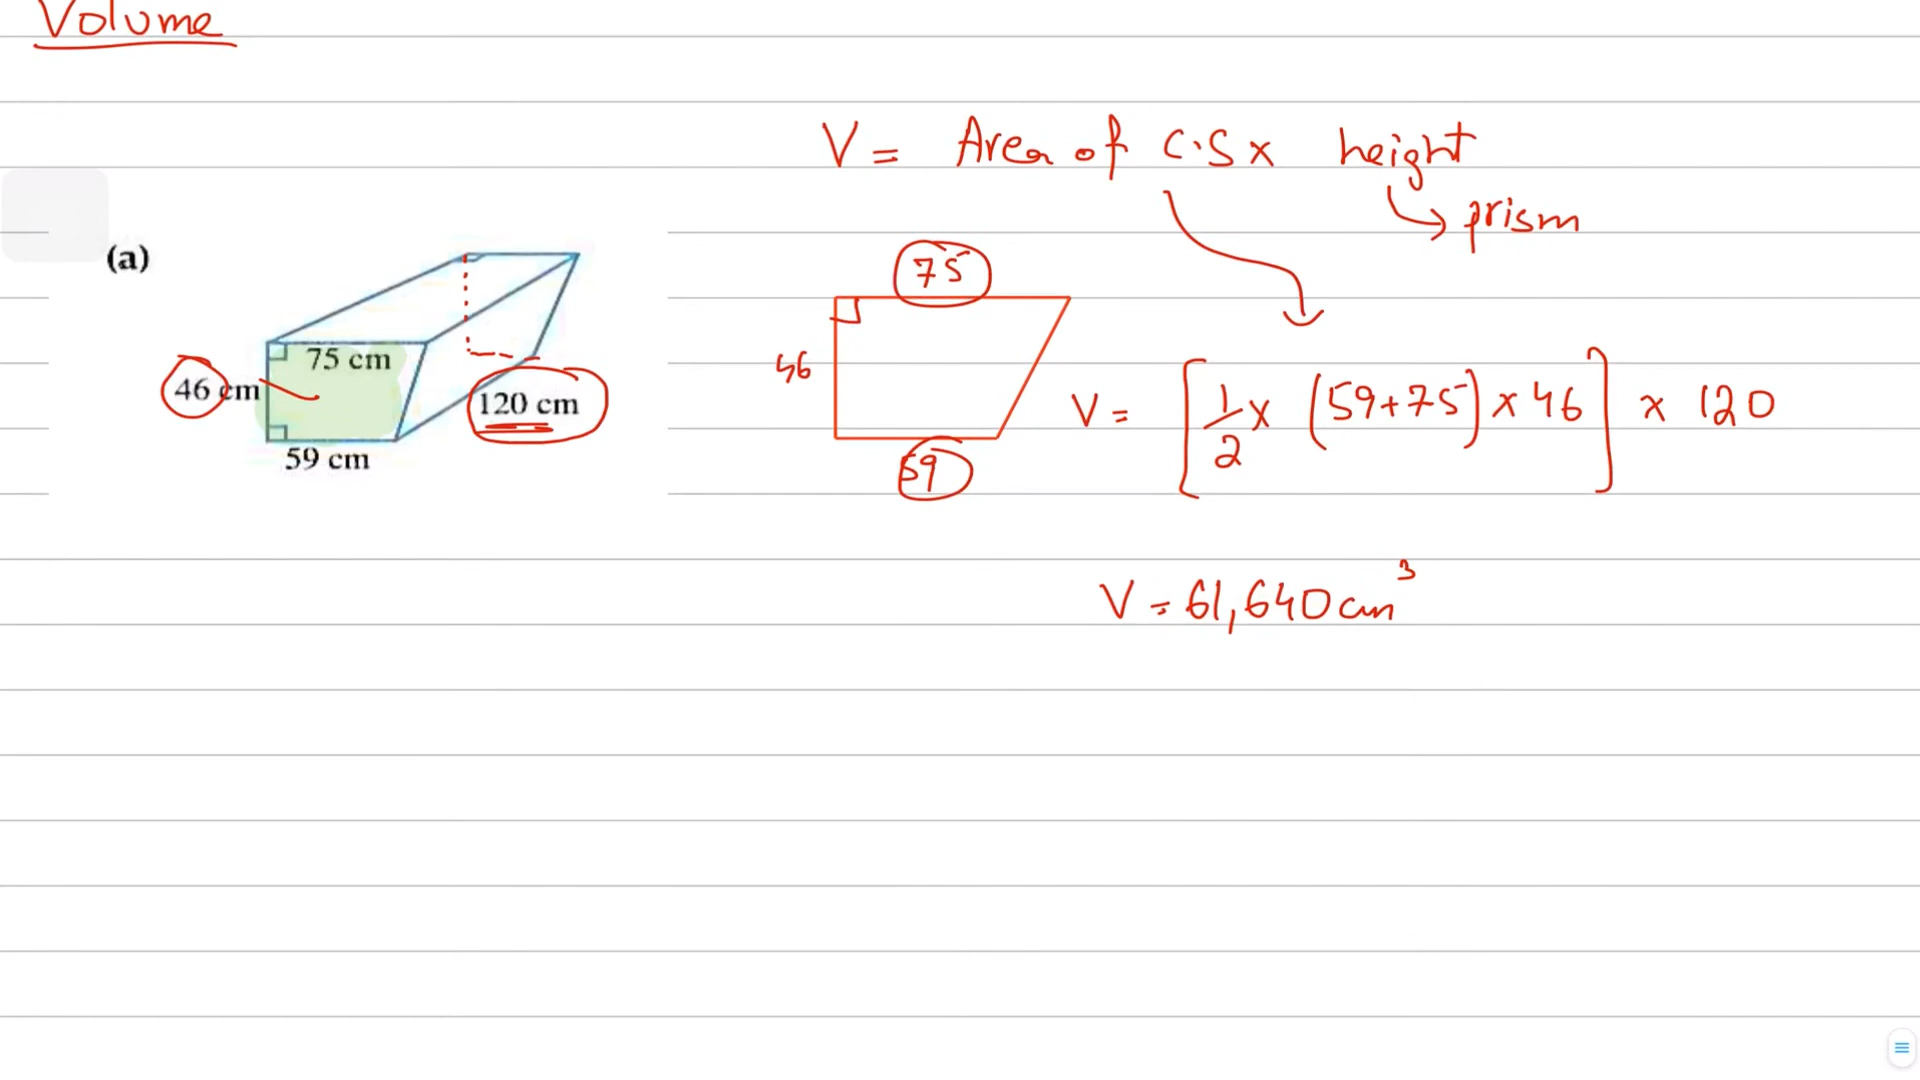 Volume
V = Area of C.S x height
prism
(a)
75 cm
46 cm
120 cm
59 cm
75
46
59
V = [1/2 x (59+75) x 46] x 120
V = 61,640 cm³